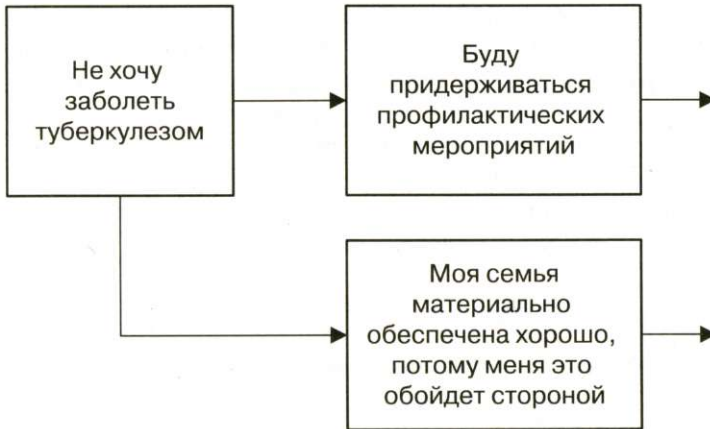 Не хочу
заболеть
туберкулезом
Буду
придерживаться
профилактических
мероприятий
Моя семья
материально
обеспечена хорошо,
потому меня это
обойдет стороной